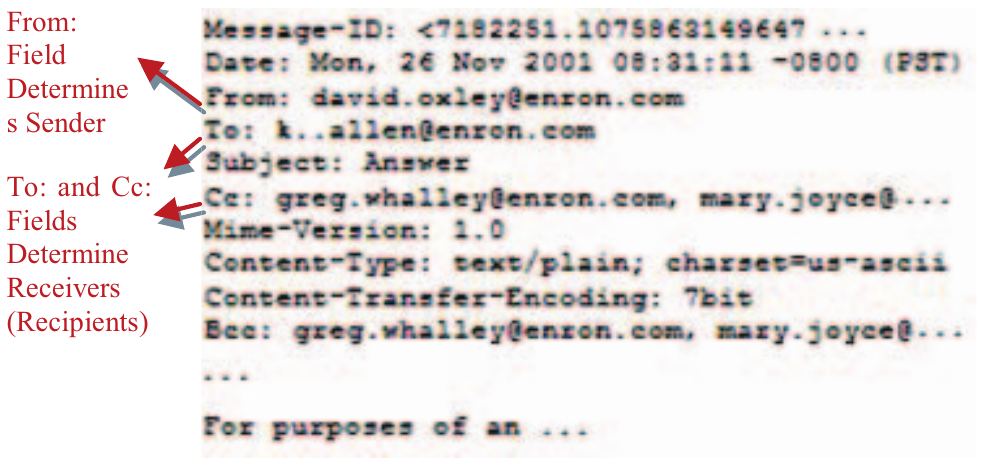 From:
Field
Determine
s Sender
To: and Cc:
Fields
Determine
Receivers
(Recipients)
Message-ID: <7182251.1075863149647 ...
Date: Mon, 26 Nov 2001 08:31:11 -0800 (PST)
From: david.oxley@enron.com
To: k..allen@enron.com
Subject: Answer
Cc: greg.whalley@enron.com, mary.joyce@...
Mime-Version: 1.0
Content-Type: text/plain; charset=us-ascii
Content-Transfer-Encoding: 7bit
Bcc: greg.whalley@enron.com, mary.joyce@...
...
For purposes of an ...